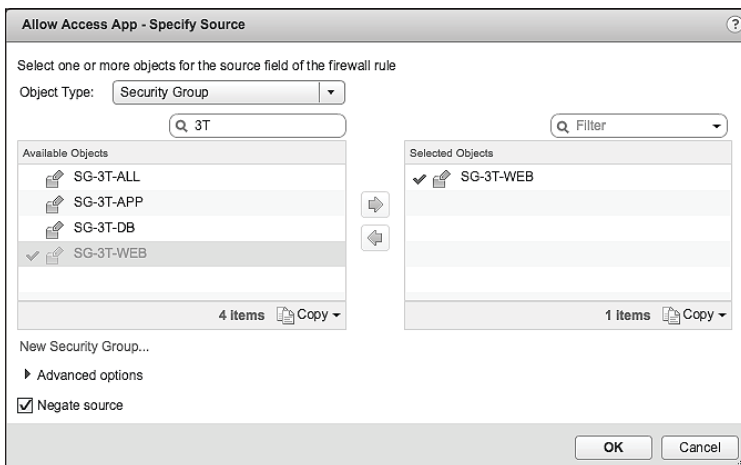 Allow Access App - Specify Source
?
Select one or more objects for the source field of the firewall rule
Object Type: Security Group
3T
Filter
Available Objects
Selected Objects
SG-3T-ALL
SG-3T-WEB
SG-3T-APP
SG-3T-DB
SG-3T-WEB
4 items Copy
1 items Copy
New Security Group...
Advanced options
Negate source
OK Cancel